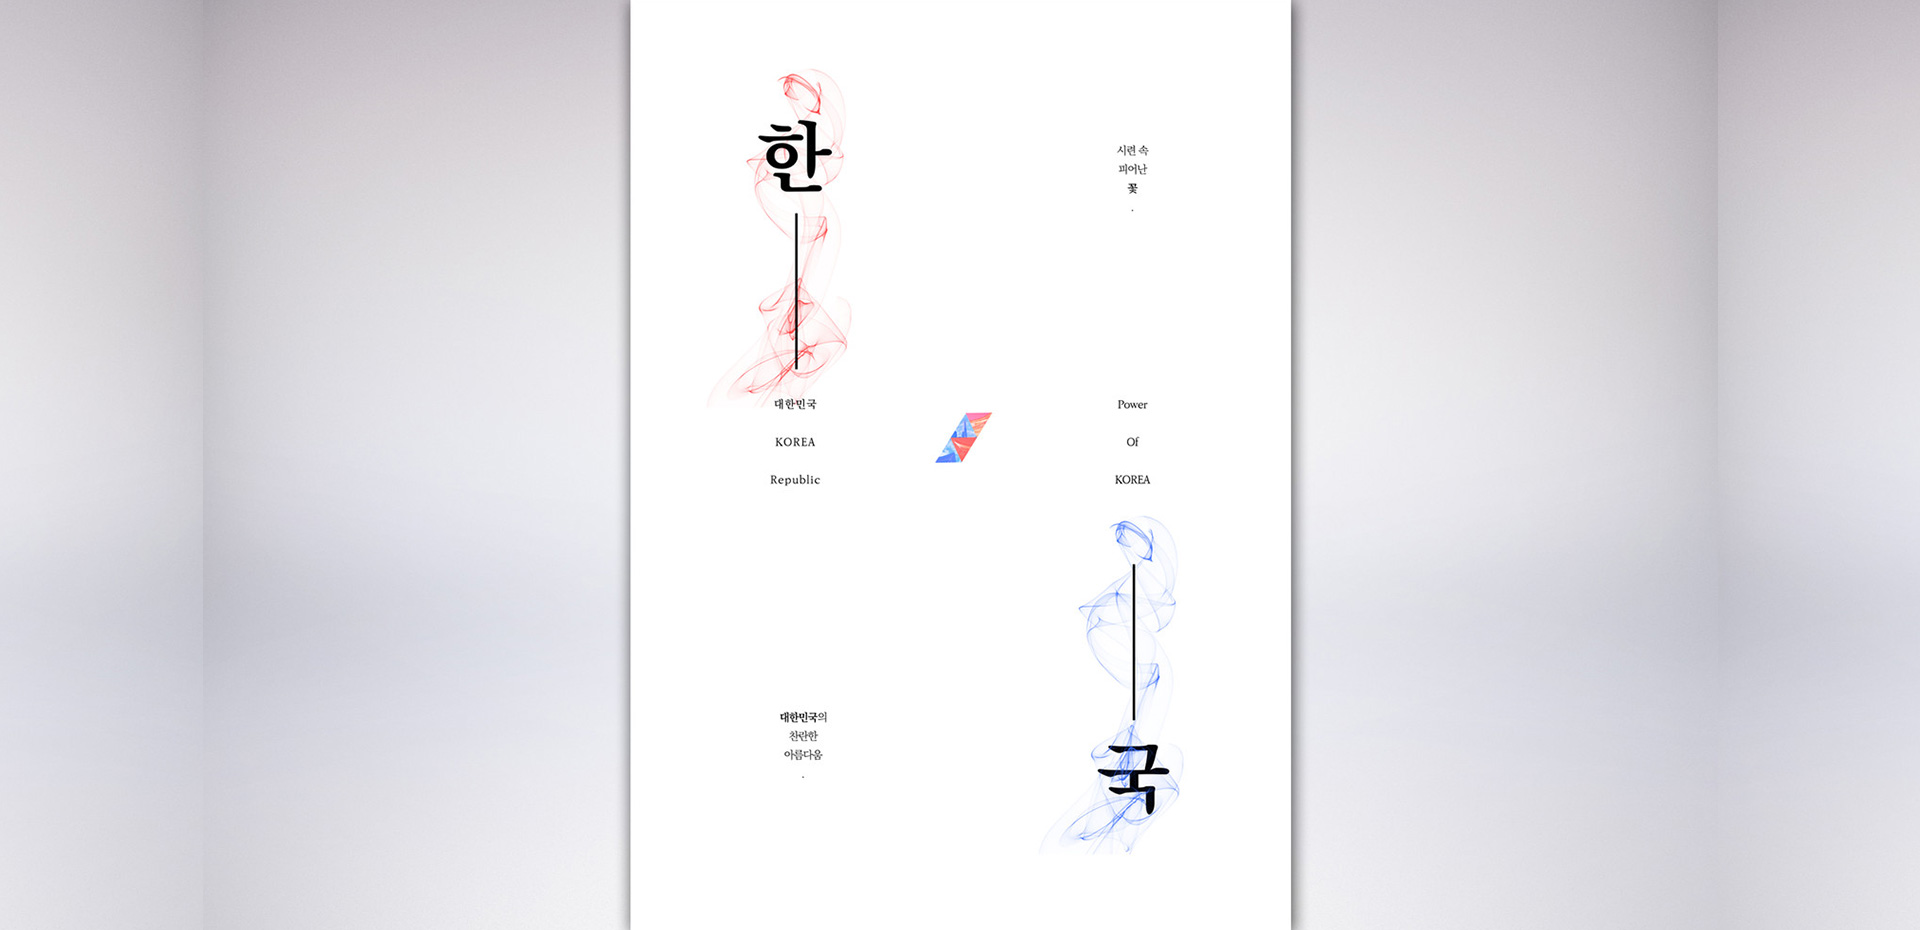 한
시련 속
피어난
꽃
.
대한민국
KOREA
Republic
Power
Of
KOREA
대한민국의
찬란한
아름다움
.
국